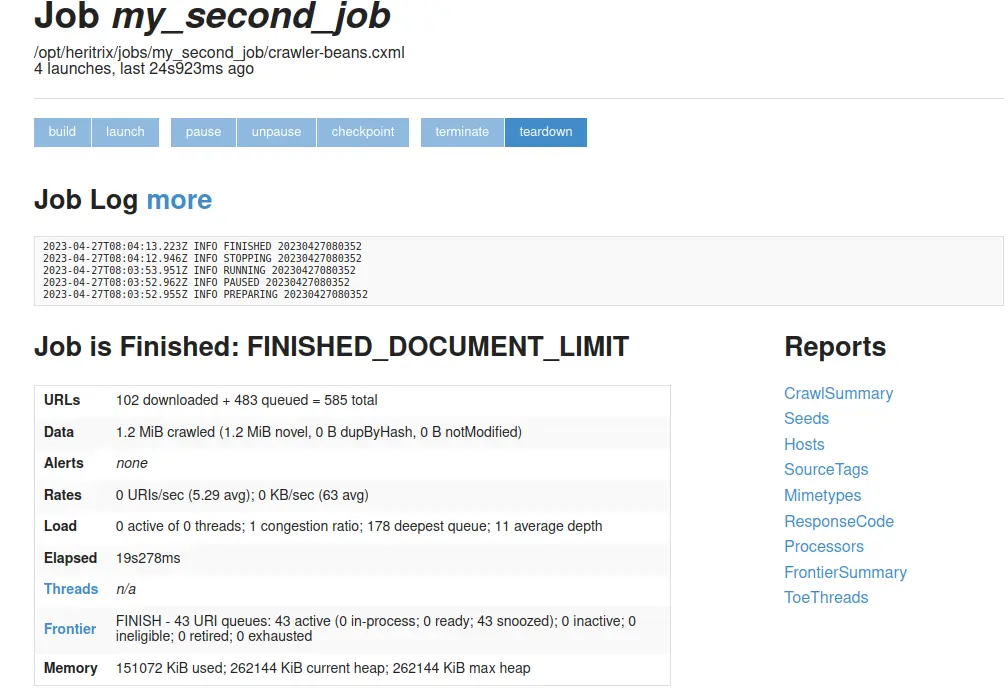 Job my_second_job
/opt/heritrix/jobs/my_second_job/crawler-beans.cxml
4 launches, last 24s923ms ago
build launch pause unpause checkpoint terminate teardown
Job Log more
2023-04-27T08:04:13.223Z INFO FINISHED 20230427080352
2023-04-27T08:04:12.946Z INFO STOPPING 20230427080352
2023-04-27T08:03:53.951Z INFO RUNNING 20230427080352
2023-04-27T08:03:52.962Z INFO PAUSED 20230427080352
2023-04-27T08:03:52.955Z INFO PREPARING 20230427080352
Job is Finished: FINISHED_DOCUMENT_LIMIT
URLs 102 downloaded + 483 queued = 585 total
Data 1.2 MiB crawled (1.2 MiB novel, 0 B dupByHash, 0 B notModified)
Alerts none
Rates 0 URIs/sec (5.29 avg); 0 KB/sec (63 avg)
Load 0 active of 0 threads; 1 congestion ratio; 178 deepest queue; 11 average depth
Elapsed 19s278ms
Threads n/a
Frontier FINISH - 43 URI queues: 43 active (0 in-process; 0 ready; 43 snoozed); 0 inactive; 0
ineligible; 0 retired; 0 exhausted
Memory 151072 KiB used; 262144 KiB current heap; 262144 KiB max heap
Reports
CrawlSummary
Seeds
Hosts
SourceTags
Mimetypes
ResponseCode
Processors
FrontierSummary
ToeThreads